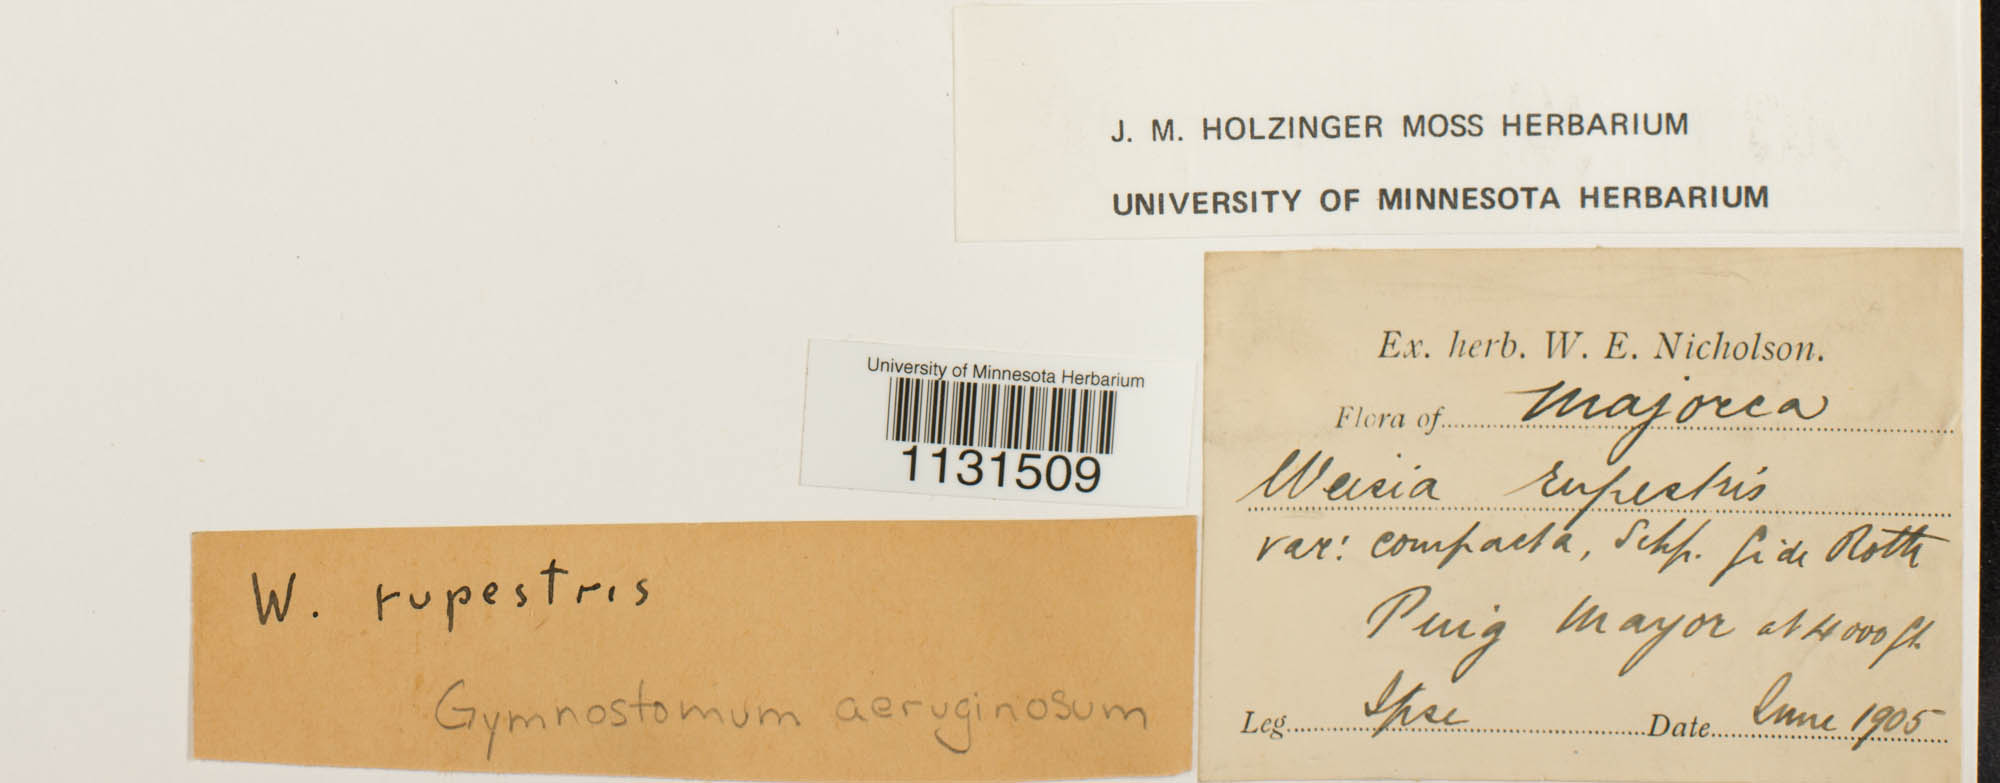 J. M. HOLZINGER MOSS HERBARIUM
UNIVERSITY OF MINNESOTA HERBARIUM
University of Minnesota Herbarium
1131509
Ex. herb. W. E. Nicholson.
Flora of Majorca
Weisia rupestris
var: compacta, Schp. fide Roth
Puig Mayor at 4000 ft.
Leg. Ipse Date June 1905
W. rupestris
Gymnostomum aeruginosum